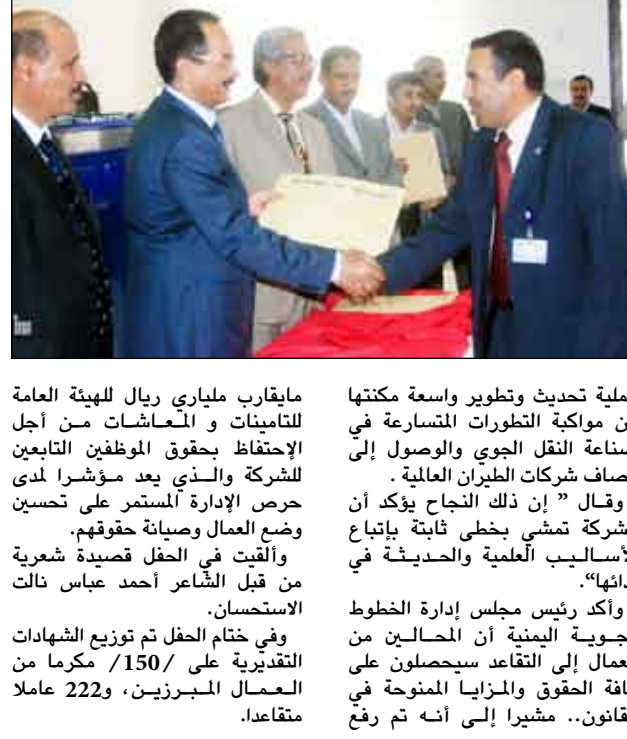 ملية تحديث وتطوير واسعة مكنتها
ن مواكبة التطورات المتسارعة في
ناعة النقل الجوي والوصول إلى
صاف شركات الطيران العالمية .
وقال " إن ذلك النجاح يؤكد أن
شركة تمشي بخطى ثابتة بإتباع
لأساليب العلمية والحديثة في
دائها“.
وأكد رئيس مجلس إدارة الخطوط
جوية اليمنية أن المحالين من
عمال إلى التقاعد سيحصلون على
افة الحقوق والمزايا الممنوحة في
قانون.. مشيرا إلى أنه تم رفع
مايقارب ملياري ريال للهيئة العامة
للتامينات و المعاشات من أجل
الإحتفاظ بحقوق الموظفين التابعين
للشركة والذي يعد مؤشرا لمدى
حرص الإدارة المستمر على تحسين
وضع العمال وصيانة حقوقهم.
وألقيت في الحفل قصيدة شعرية
من قبل الشاعر أحمد عباس نالت
الاستحسان.
وفي ختام الحفل تم توزيع الشهادات
التقديرية على /150/ مكرما من
العمال المبرزين، و222 عاملا
متقاعدا.